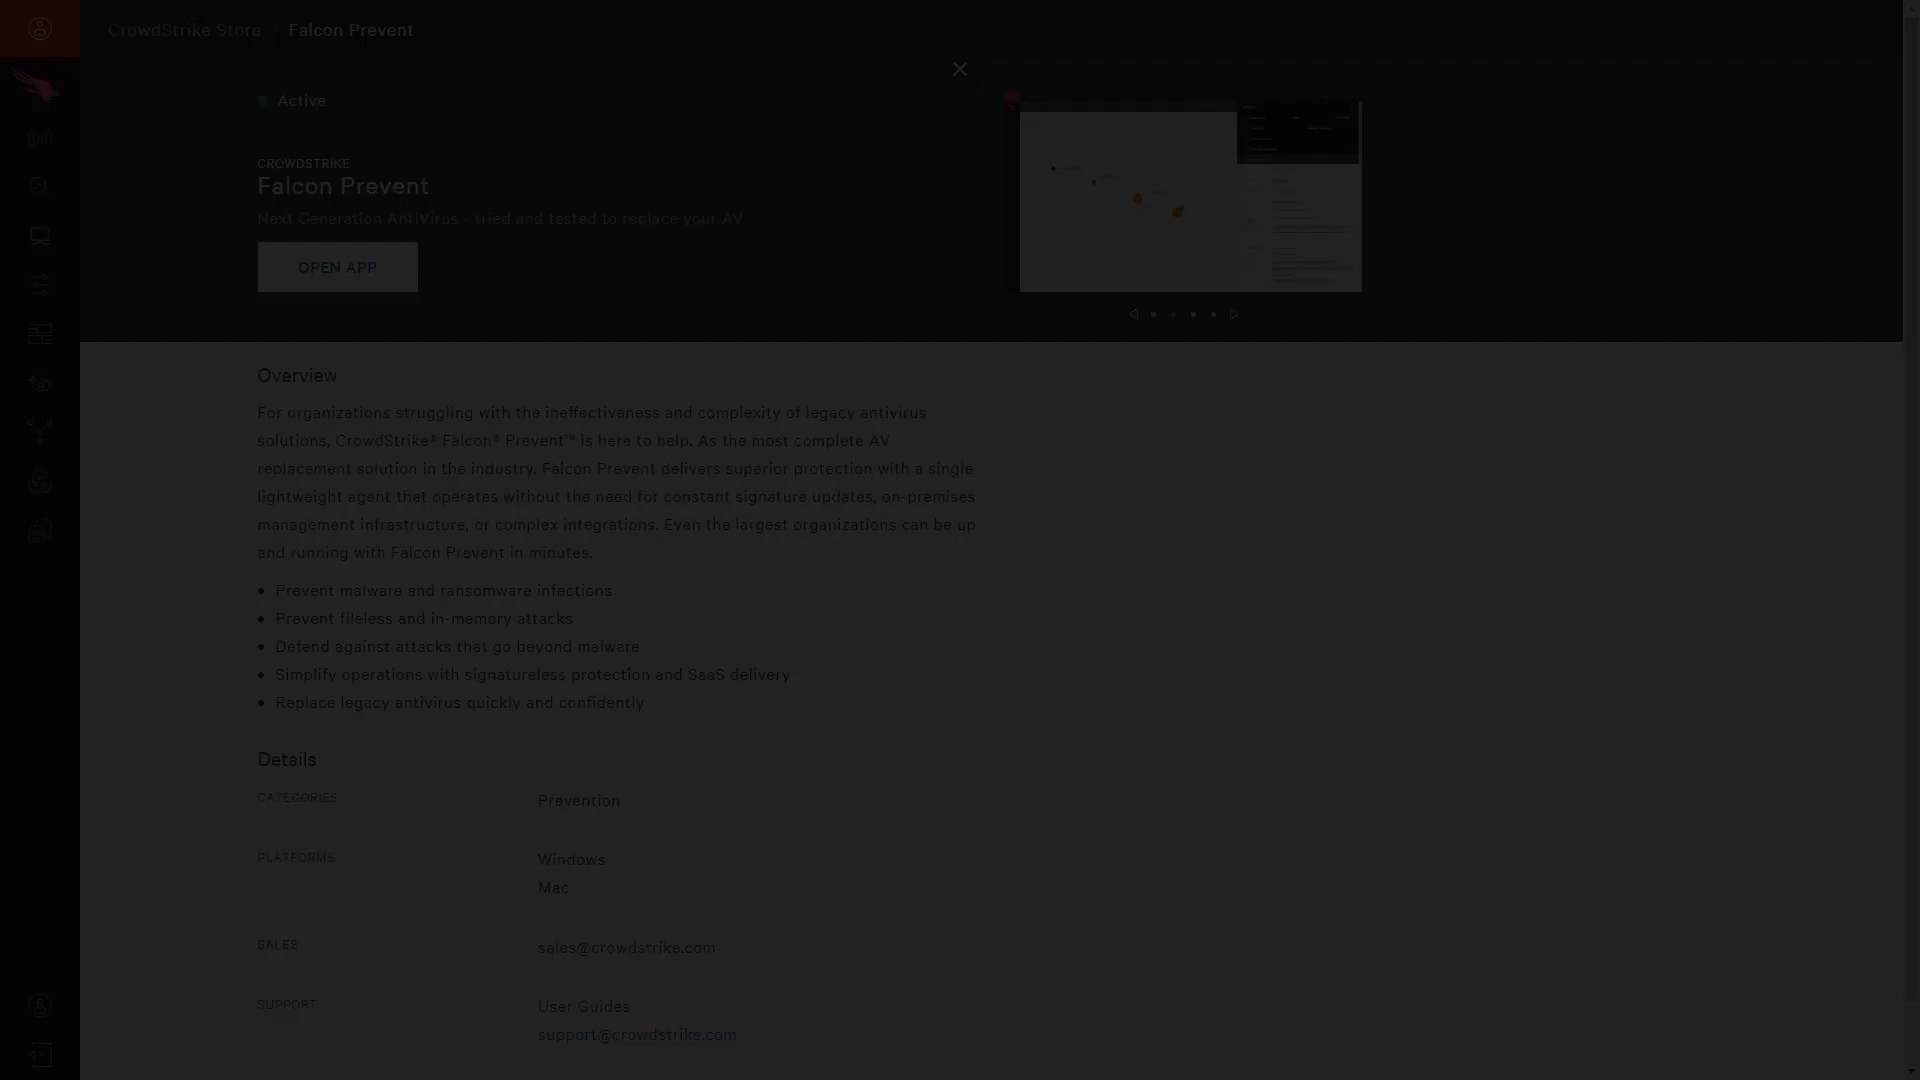 CrowdStrike Store
Falcon Prevent
Active
CROWDSTRIKE
Falcon Prevent
Next Generation AntiVirus - tried and tested to replace your AV
OPEN APP
Overview
For organizations struggling with the ineffectiveness and complexity of legacy antivirus
solutions, CrowdStrike® Falcon® Prevent™ is here to help. As the most complete AV
replacement solution in the industry, Falcon Prevent delivers superior protection with a single
lightweight agent that operates without the need for constant signature updates, on-premises
management infrastructure, or complex integrations. Even the largest organizations can be up
and running with Falcon Prevent in minutes.
• Prevent malware and ransomware infections
• Prevent fileless and in-memory attacks
• Defend against attacks that go beyond malware
• Simplify operations with signatureless protection and SaaS delivery
• Replace legacy antivirus quickly and confidently
Details
CATEGORIES
Prevention
PLATFORMS
Windows
Mac
SALES
sales@crowdstrike.com
SUPPORT
User Guides
support@crowdstrike.com